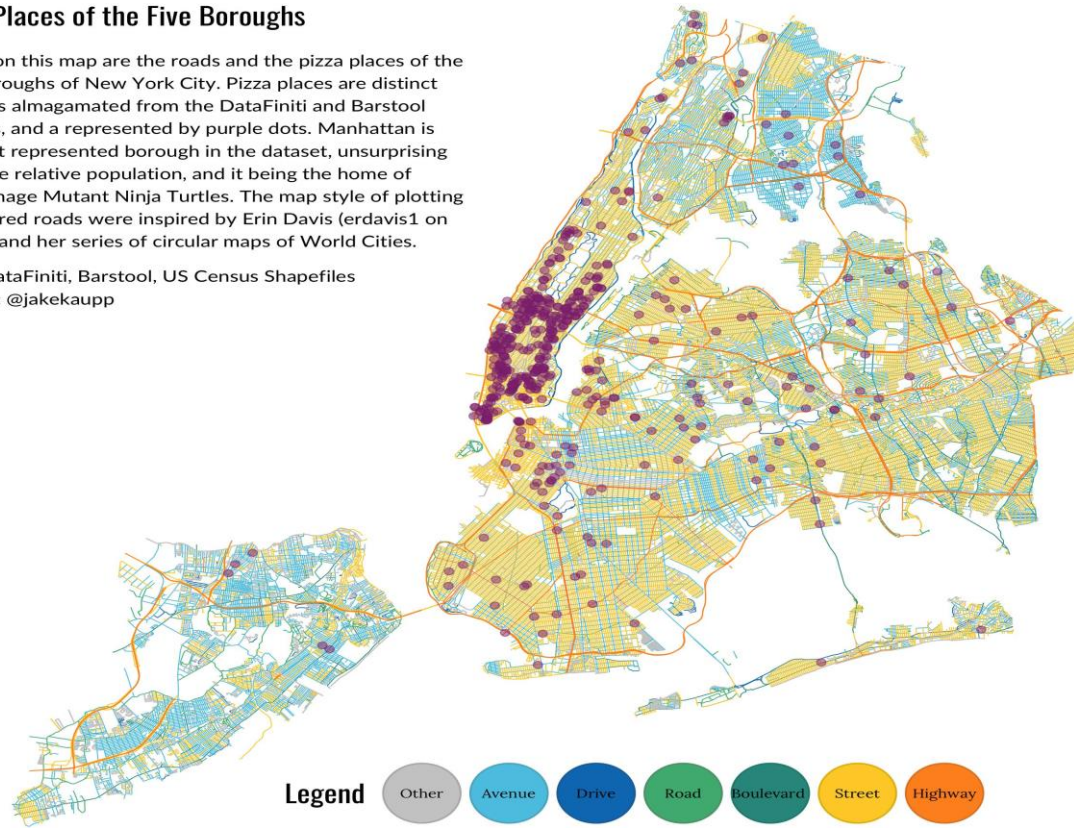 Places of the Five Boroughs
on this map are the roads and the pizza places of the
roughs of New York City. Pizza places are distinct
s almagamated from the DataFiniti and Barstool
, and a represented by purple dots. Manhattan is
t represented borough in the dataset, unsurprising
e relative population, and it being the home of
nage Mutant Ninja Turtles. The map style of plotting
red roads were inspired by Erin Davis (erdavis1 on
and her series of circular maps of World Cities.
ataFiniti, Barstool, US Census Shapefiles
: @jakekaupp
Legend Other Avenue Drive Road Boulevard Street Highway